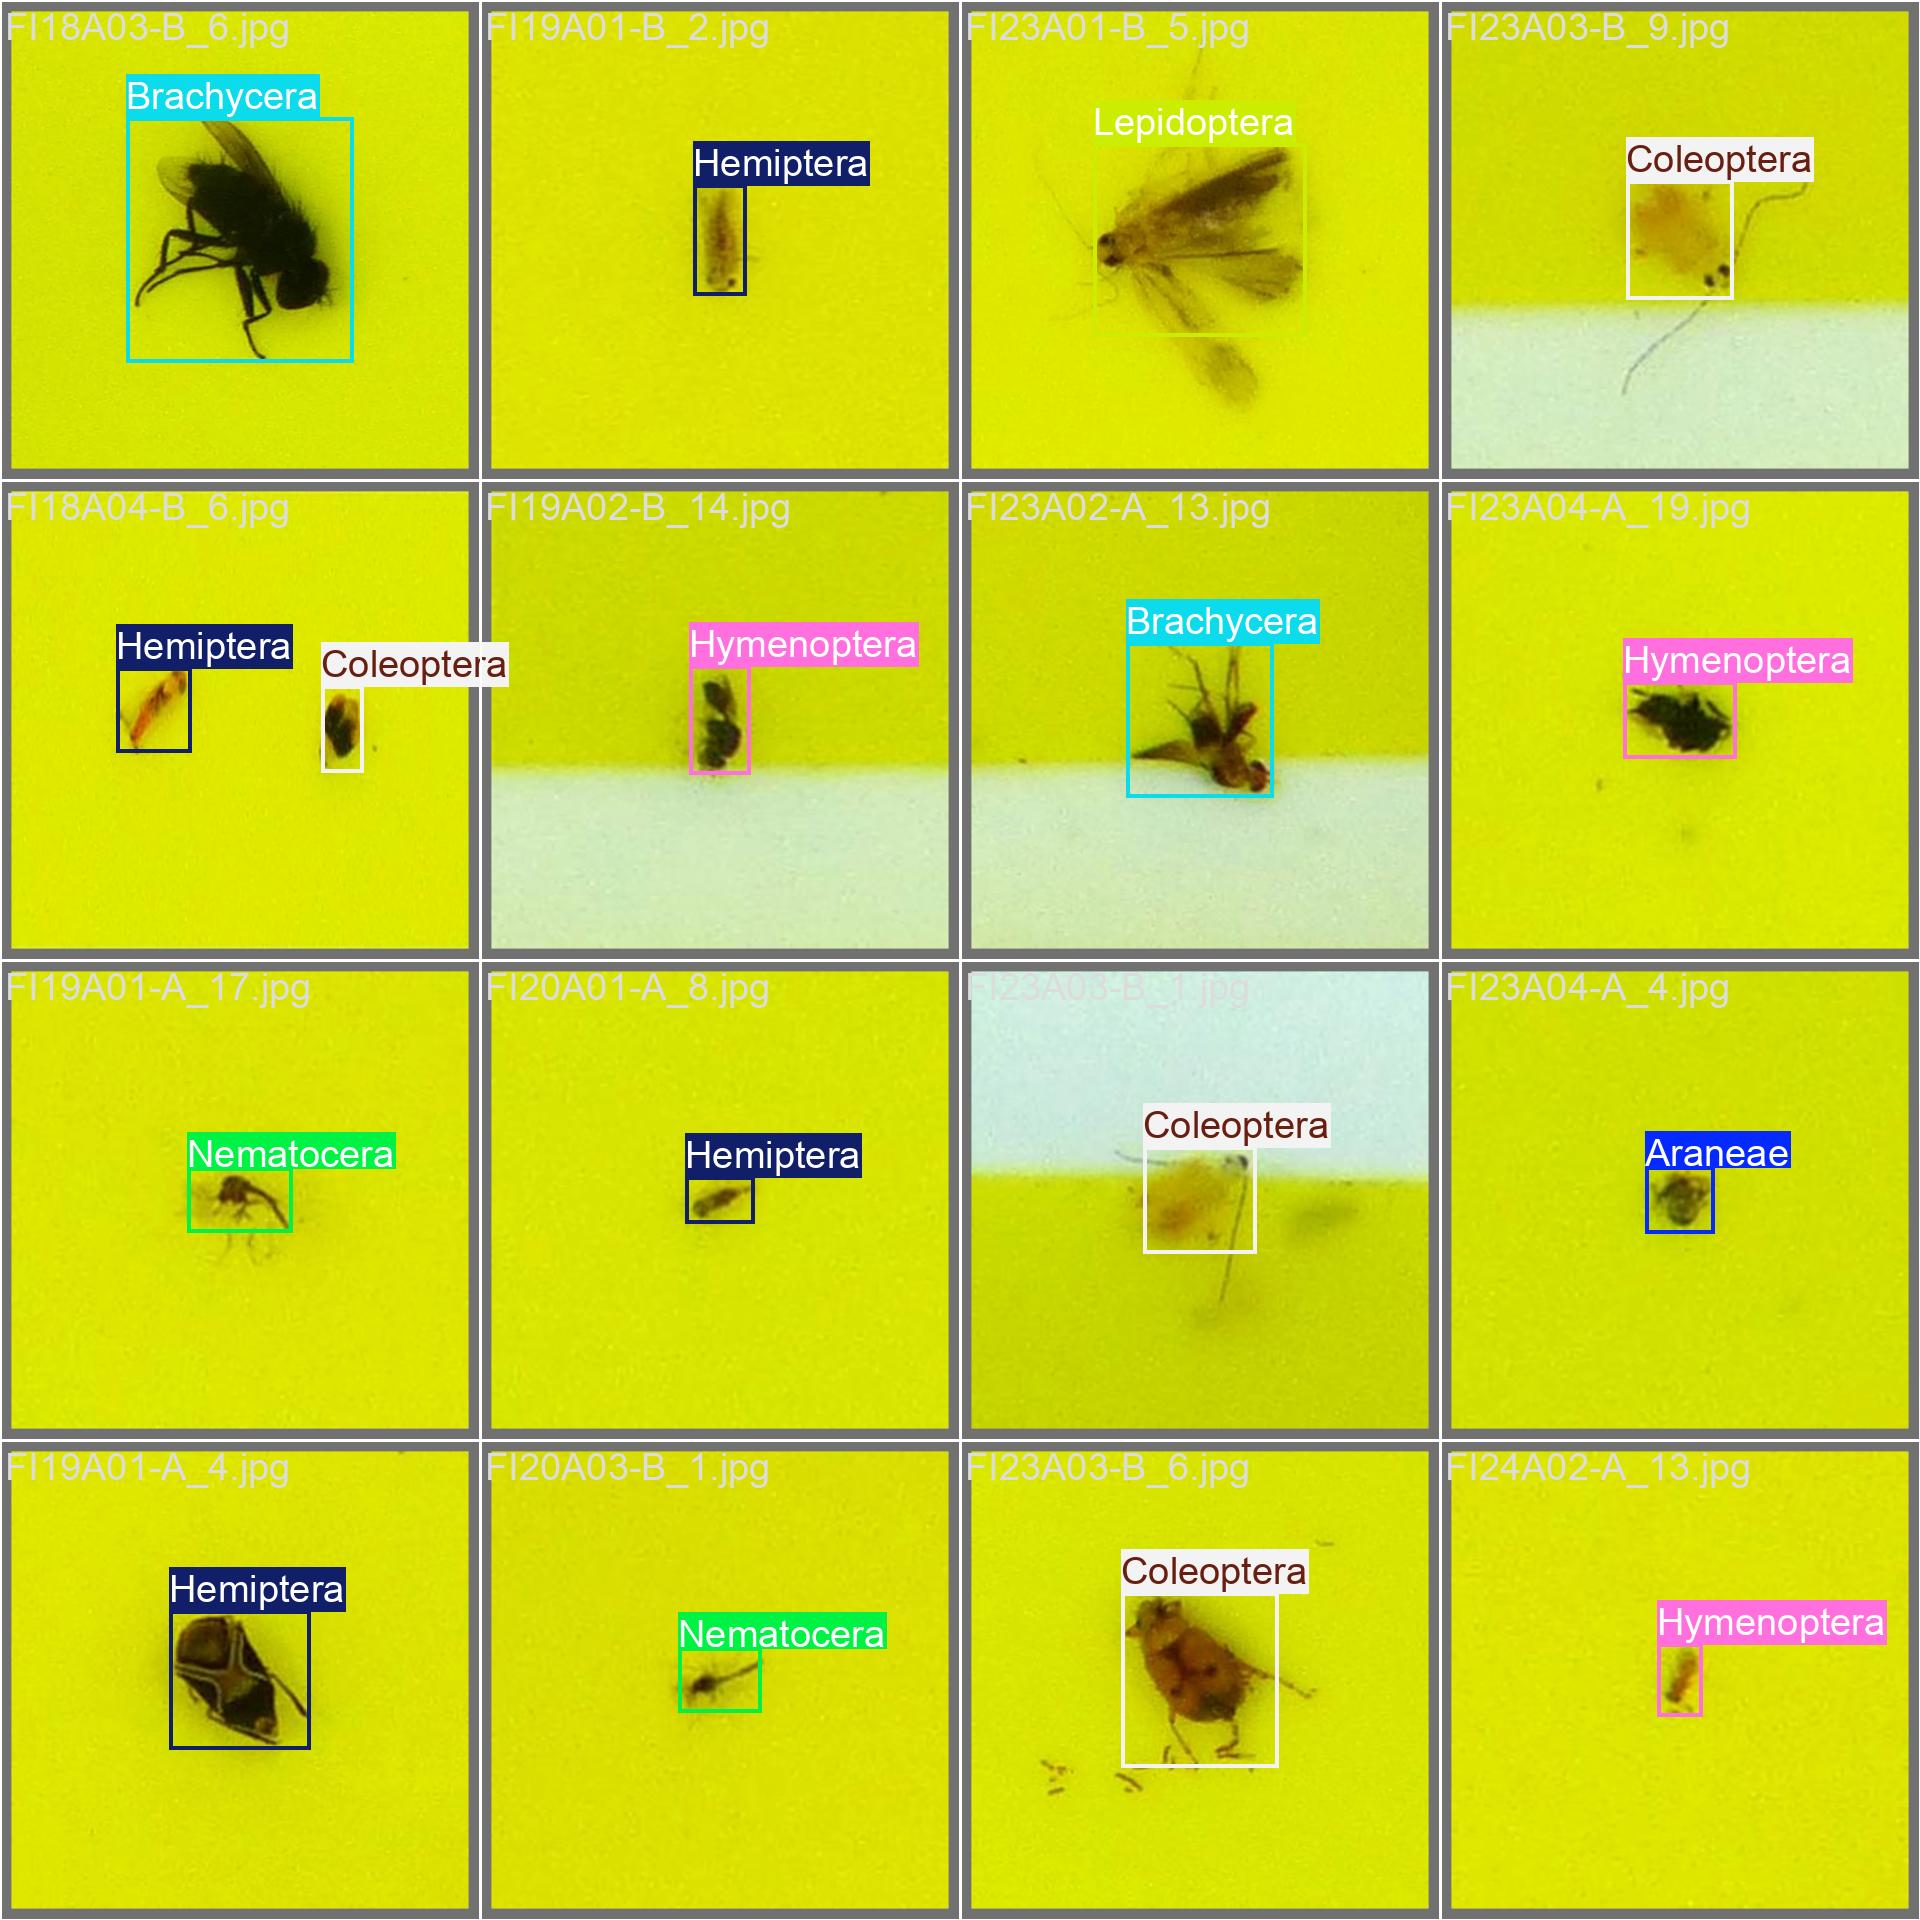 FI18A03-B_6.jpg
Brachycera
FI19A01-B_2.jpg
Hemiptera
FI23A01-B_5.jpg
Lepidoptera
FI23A03-B_9.jpg
Coleoptera
FI18A04-B_6.jpg
Hemiptera
Coleoptera
FI19A02-B_14.jpg
Hymenoptera
FI23A02-A_13.jpg
Brachycera
FI23A04-A_19.jpg
Hymenoptera
FI19A01-A_17.jpg
Nematocera
FI20A01-A_8.jpg
Hemiptera
FI23A03-B_1.jpg
Coleoptera
FI23A04-A_4.jpg
Araneae
FI19A01-A_4.jpg
Hemiptera
FI20A03-B_1.jpg
Nematocera
FI23A03-B_6.jpg
Coleoptera
FI24A02-A_13.jpg
Hymenoptera